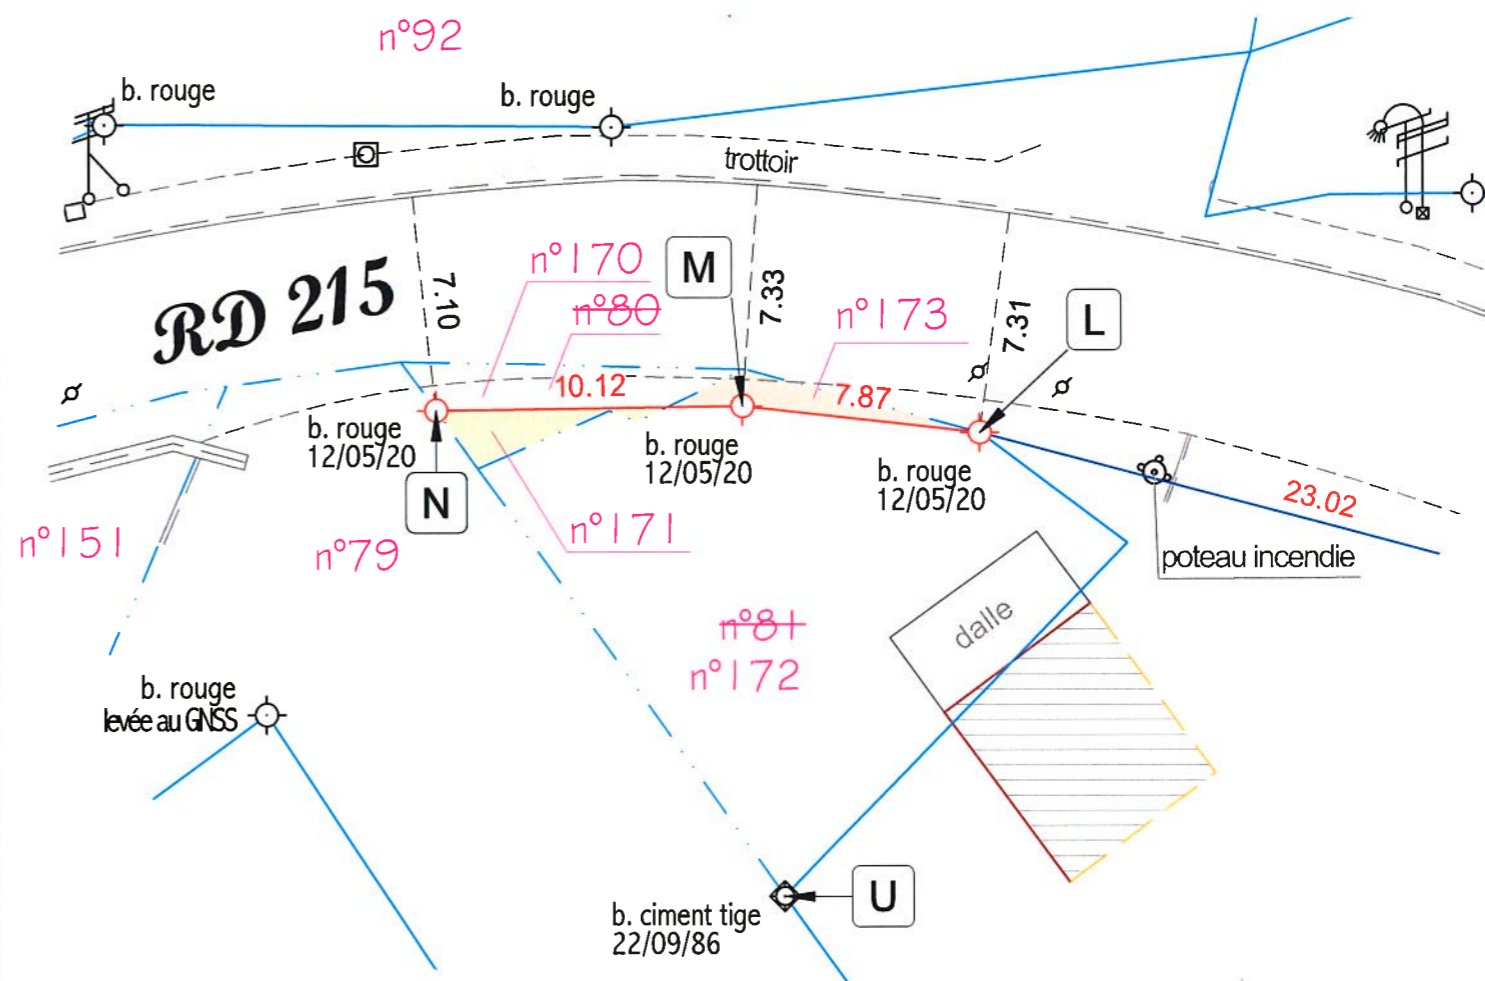 n°92
b. rouge
b. rouge
trottoir
RD 215
7.10
n°170
n°80
M
7.33
n°173
7.31
L
10.12
7.87
b. rouge
12/05/20
b. rouge
12/05/20
b. rouge
12/05/20
N
23.02
n°151
n°79
n°171
poteau incendie
n°81
n°172
dalle
b. rouge
levée au GNSS
U
b. ciment tige
22/09/86